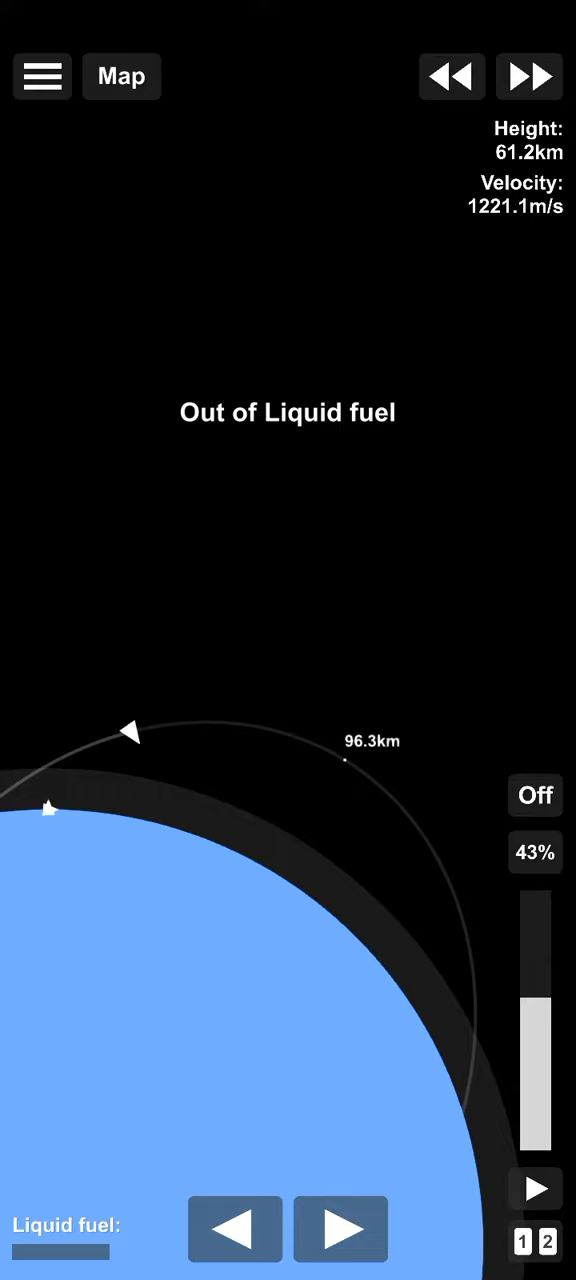 Map
Height:
61.2km
Velocity:
1221.1m/s
Out of Liquid fuel
96.3km
Off
43%
Liquid fuel:
1 2